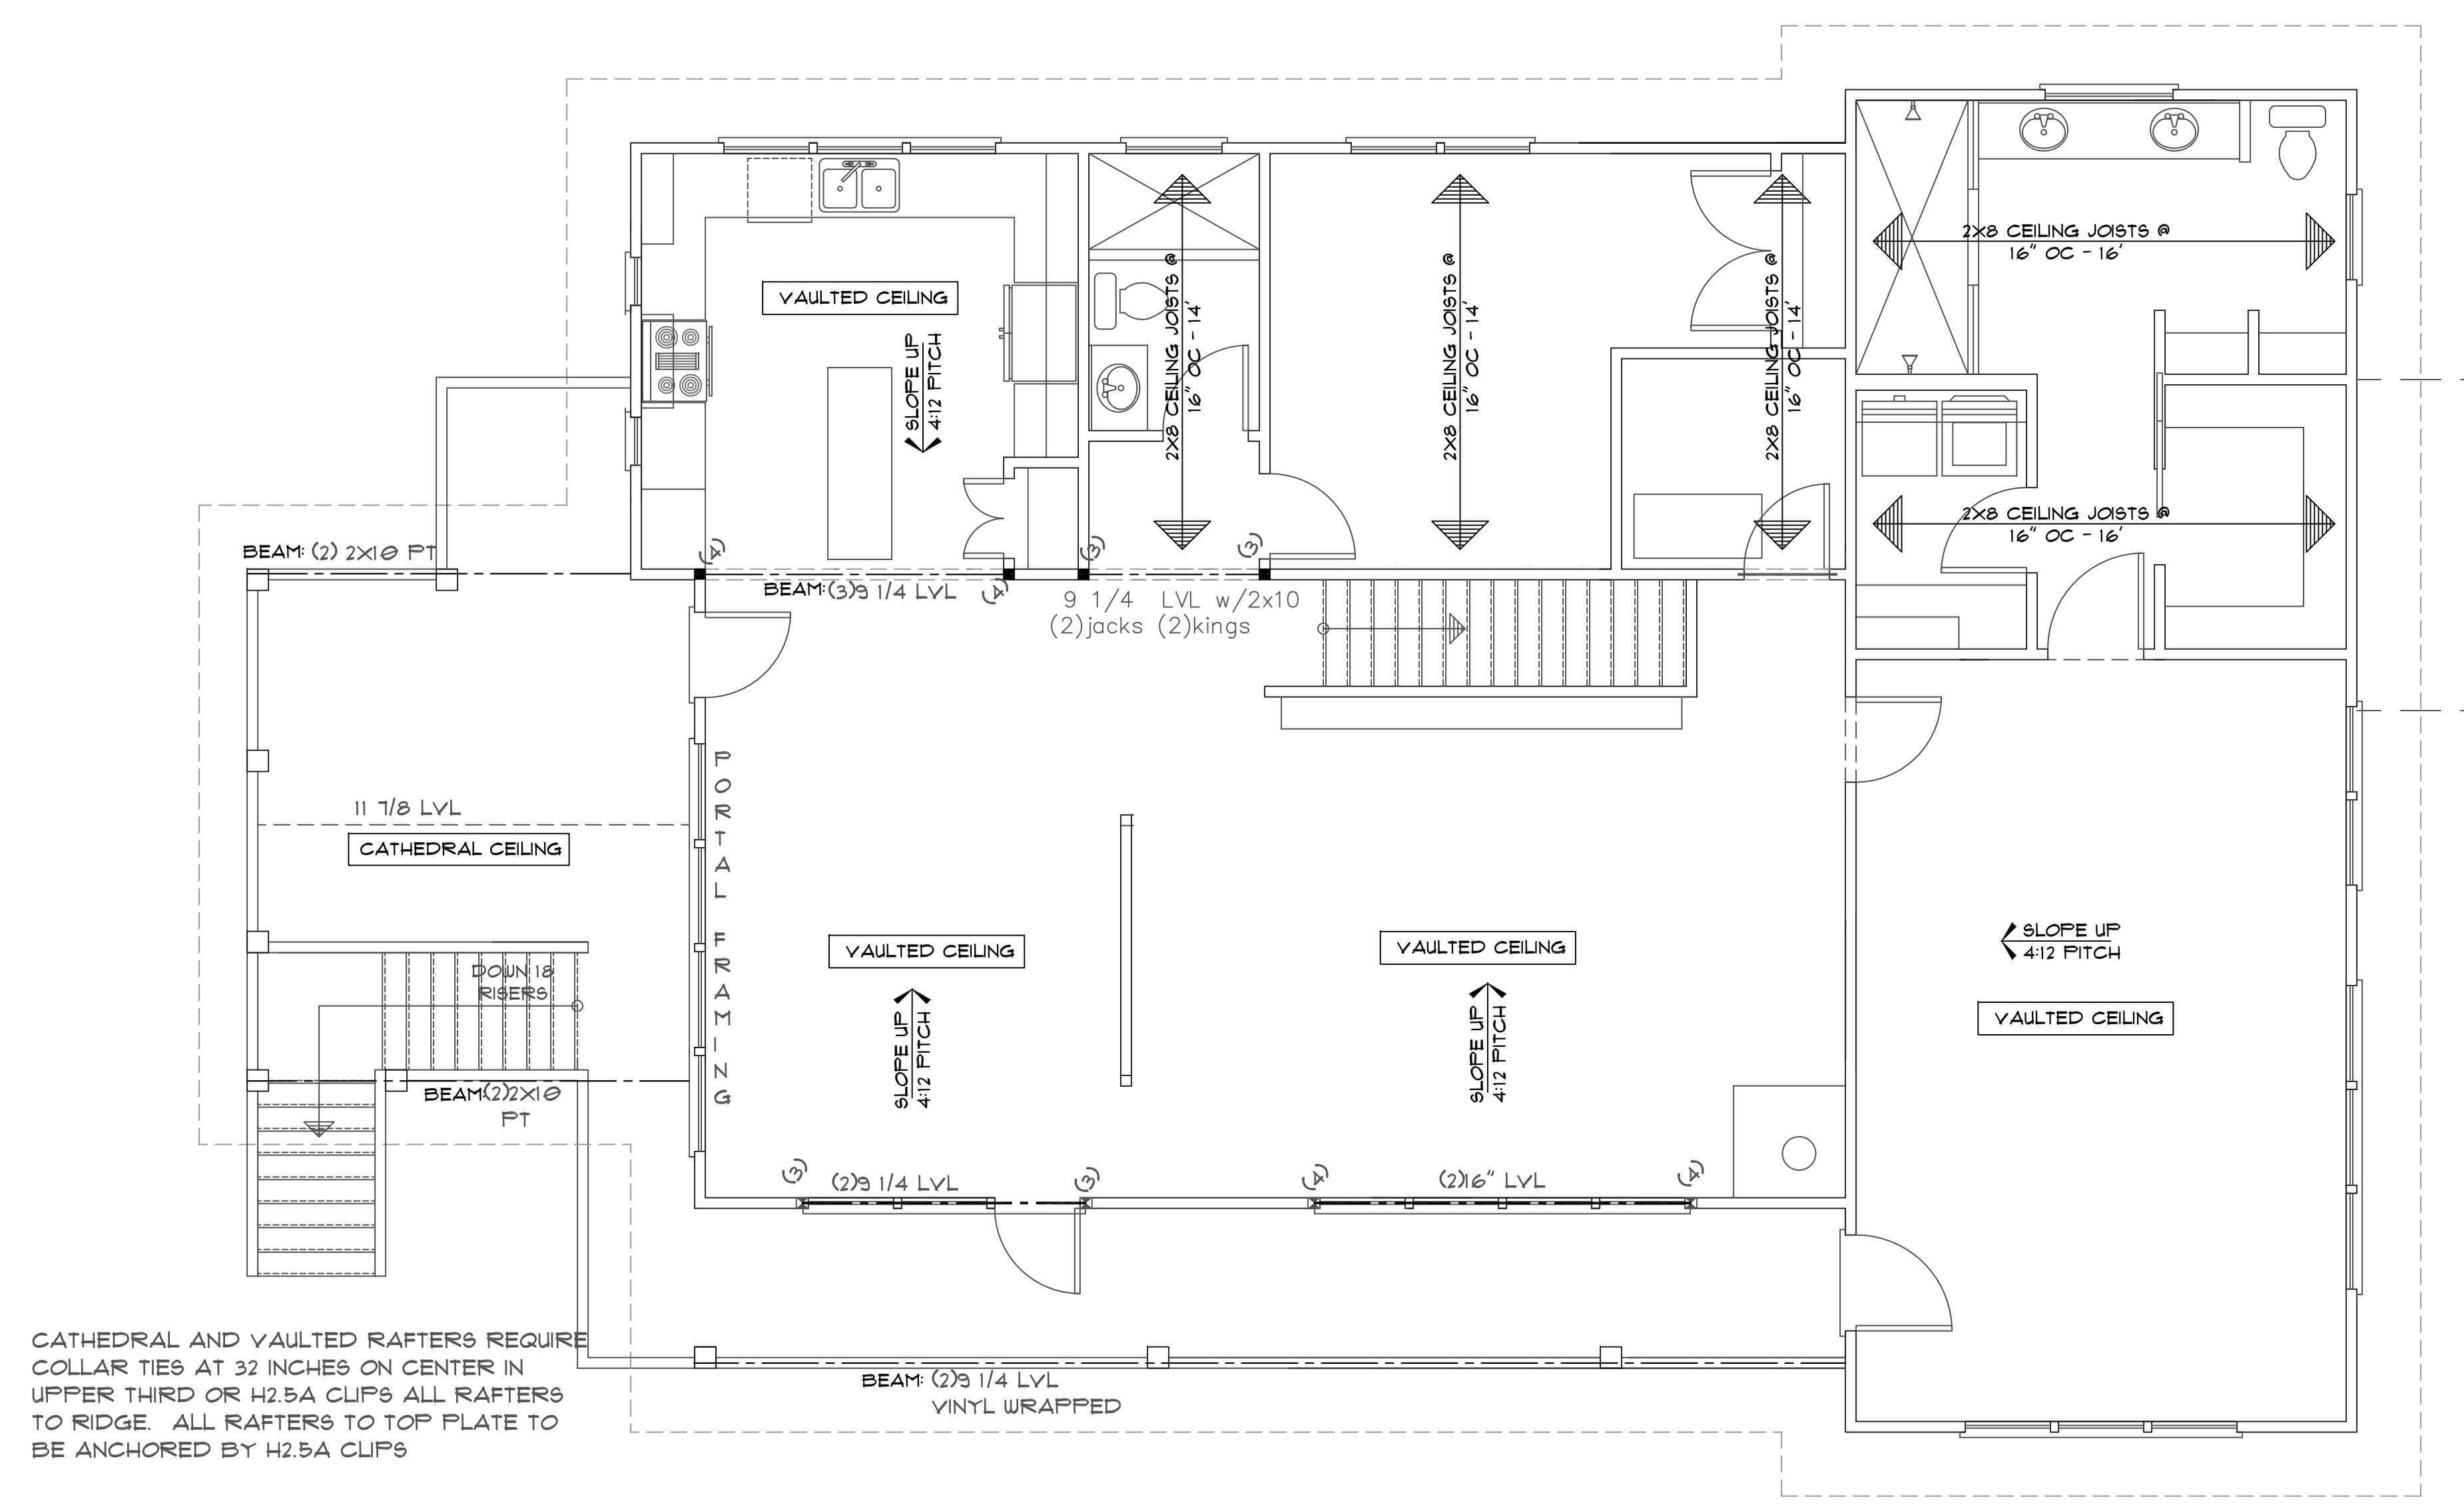 2X8 CEILING JOISTS @
16" OC - 16'
VAULTED CEILING
SLOPE UP
4:12 PITCH
2X8 CEILING JOISTS @
16" OC - 14'
2X8 CEILING JOISTS @
16" OC - 14'
2X8 CEILING JOISTS @
16" OC - 14'
2X8 CEILING JOISTS @
16" OC - 16'
BEAM: (2) 2X10 PT
(4)
(3)
(3)
BEAM:(3)9 1/4 LVL
(4)
9 1/4 LVL w/2x10
(2)jacks (2)kings
PORTAL FRAMING
11 7/8 LVL
CATHEDRAL CEILING
VAULTED CEILING
SLOPE UP
4:12 PITCH
VAULTED CEILING
SLOPE UP
4:12 PITCH
SLOPE UP
4:12 PITCH
VAULTED CEILING
DOWN 18
RISERS
BEAM:(2)2X10
PT
(3)
(2)9 1/4 LVL
(3)
(4)
(2)16" LVL
(4)
BEAM: (2)9 1/4 LVL
VINYL WRAPPED
CATHEDRAL AND VAULTED RAFTERS REQUIRE
COLLAR TIES AT 32 INCHES ON CENTER IN
UPPER THIRD OR H2.5A CLIPS ALL RAFTERS
TO RIDGE. ALL RAFTERS TO TOP PLATE TO
BE ANCHORED BY H2.5A CLIPS